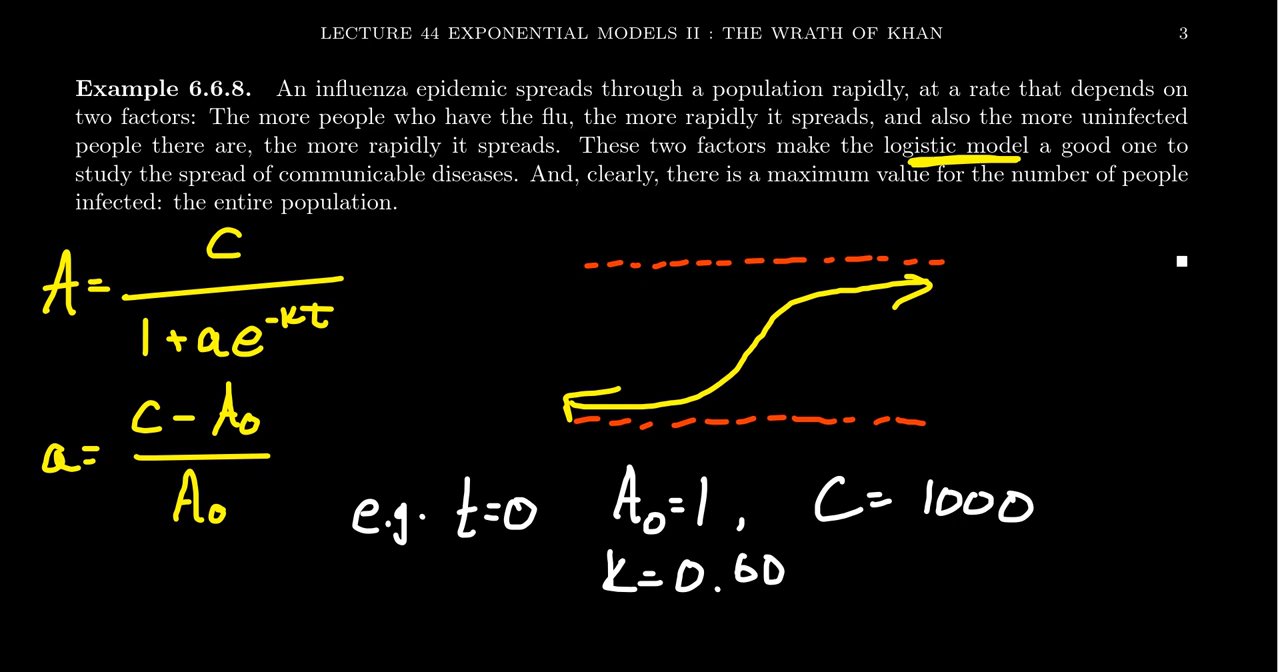 LECTURE 44 EXPONENTIAL MODELS II : THE WRATH OF KHAN 3
Example 6.6.8. An influenza epidemic spreads through a population rapidly, at a rate that depends on
two factors: The more people who have the flu, the more rapidly it spreads, and also the more uninfected
people there are, the more rapidly it spreads. These two factors make the logistic model a good one to
study the spread of communicable diseases. And, clearly, there is a maximum value for the number of people
infected: the entire population.
A = C / (1 + ae^{-kt})
a = (C - A₀) / A₀
e.g. t=0 A₀=1, C=1000
k=0.60